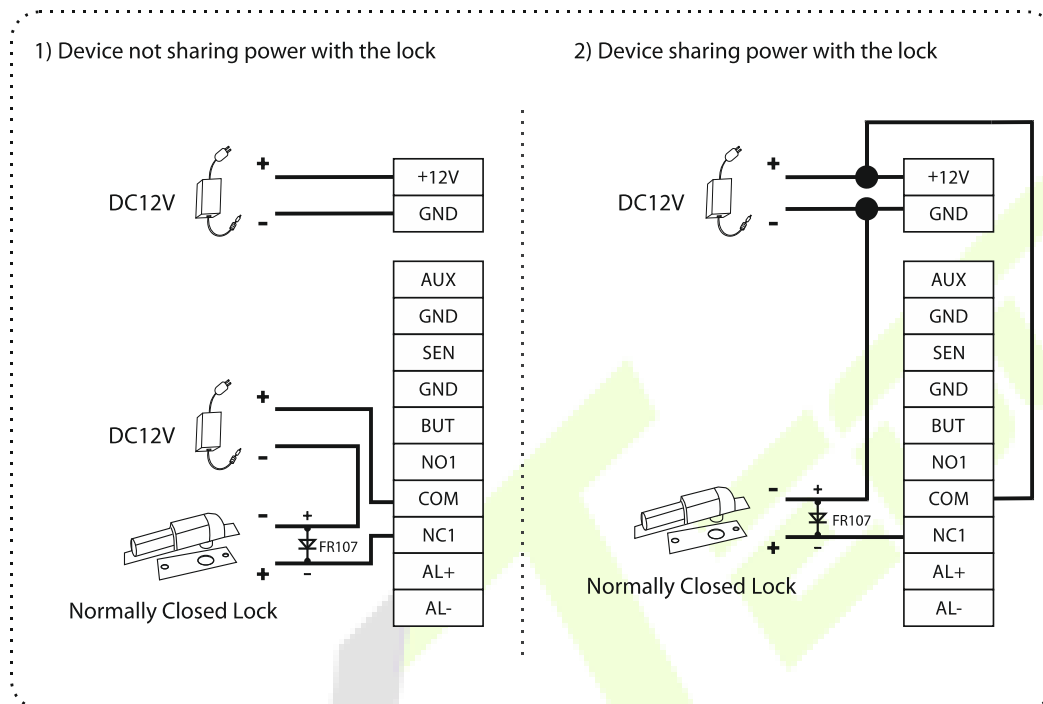 1) Device not sharing power with the lock
+
DC12V
-
+12V
GND
AUX
GND
SEN
GND
BUT
NO1
COM
NC1
AL+
AL-
+
DC12V
-
-
+
FR107
+
-
Normally Closed Lock
2) Device sharing power with the lock
+
DC12V
-
+12V
GND
AUX
GND
SEN
GND
BUT
NO1
COM
NC1
AL+
AL-
-
+
FR107
+
-
Normally Closed Lock